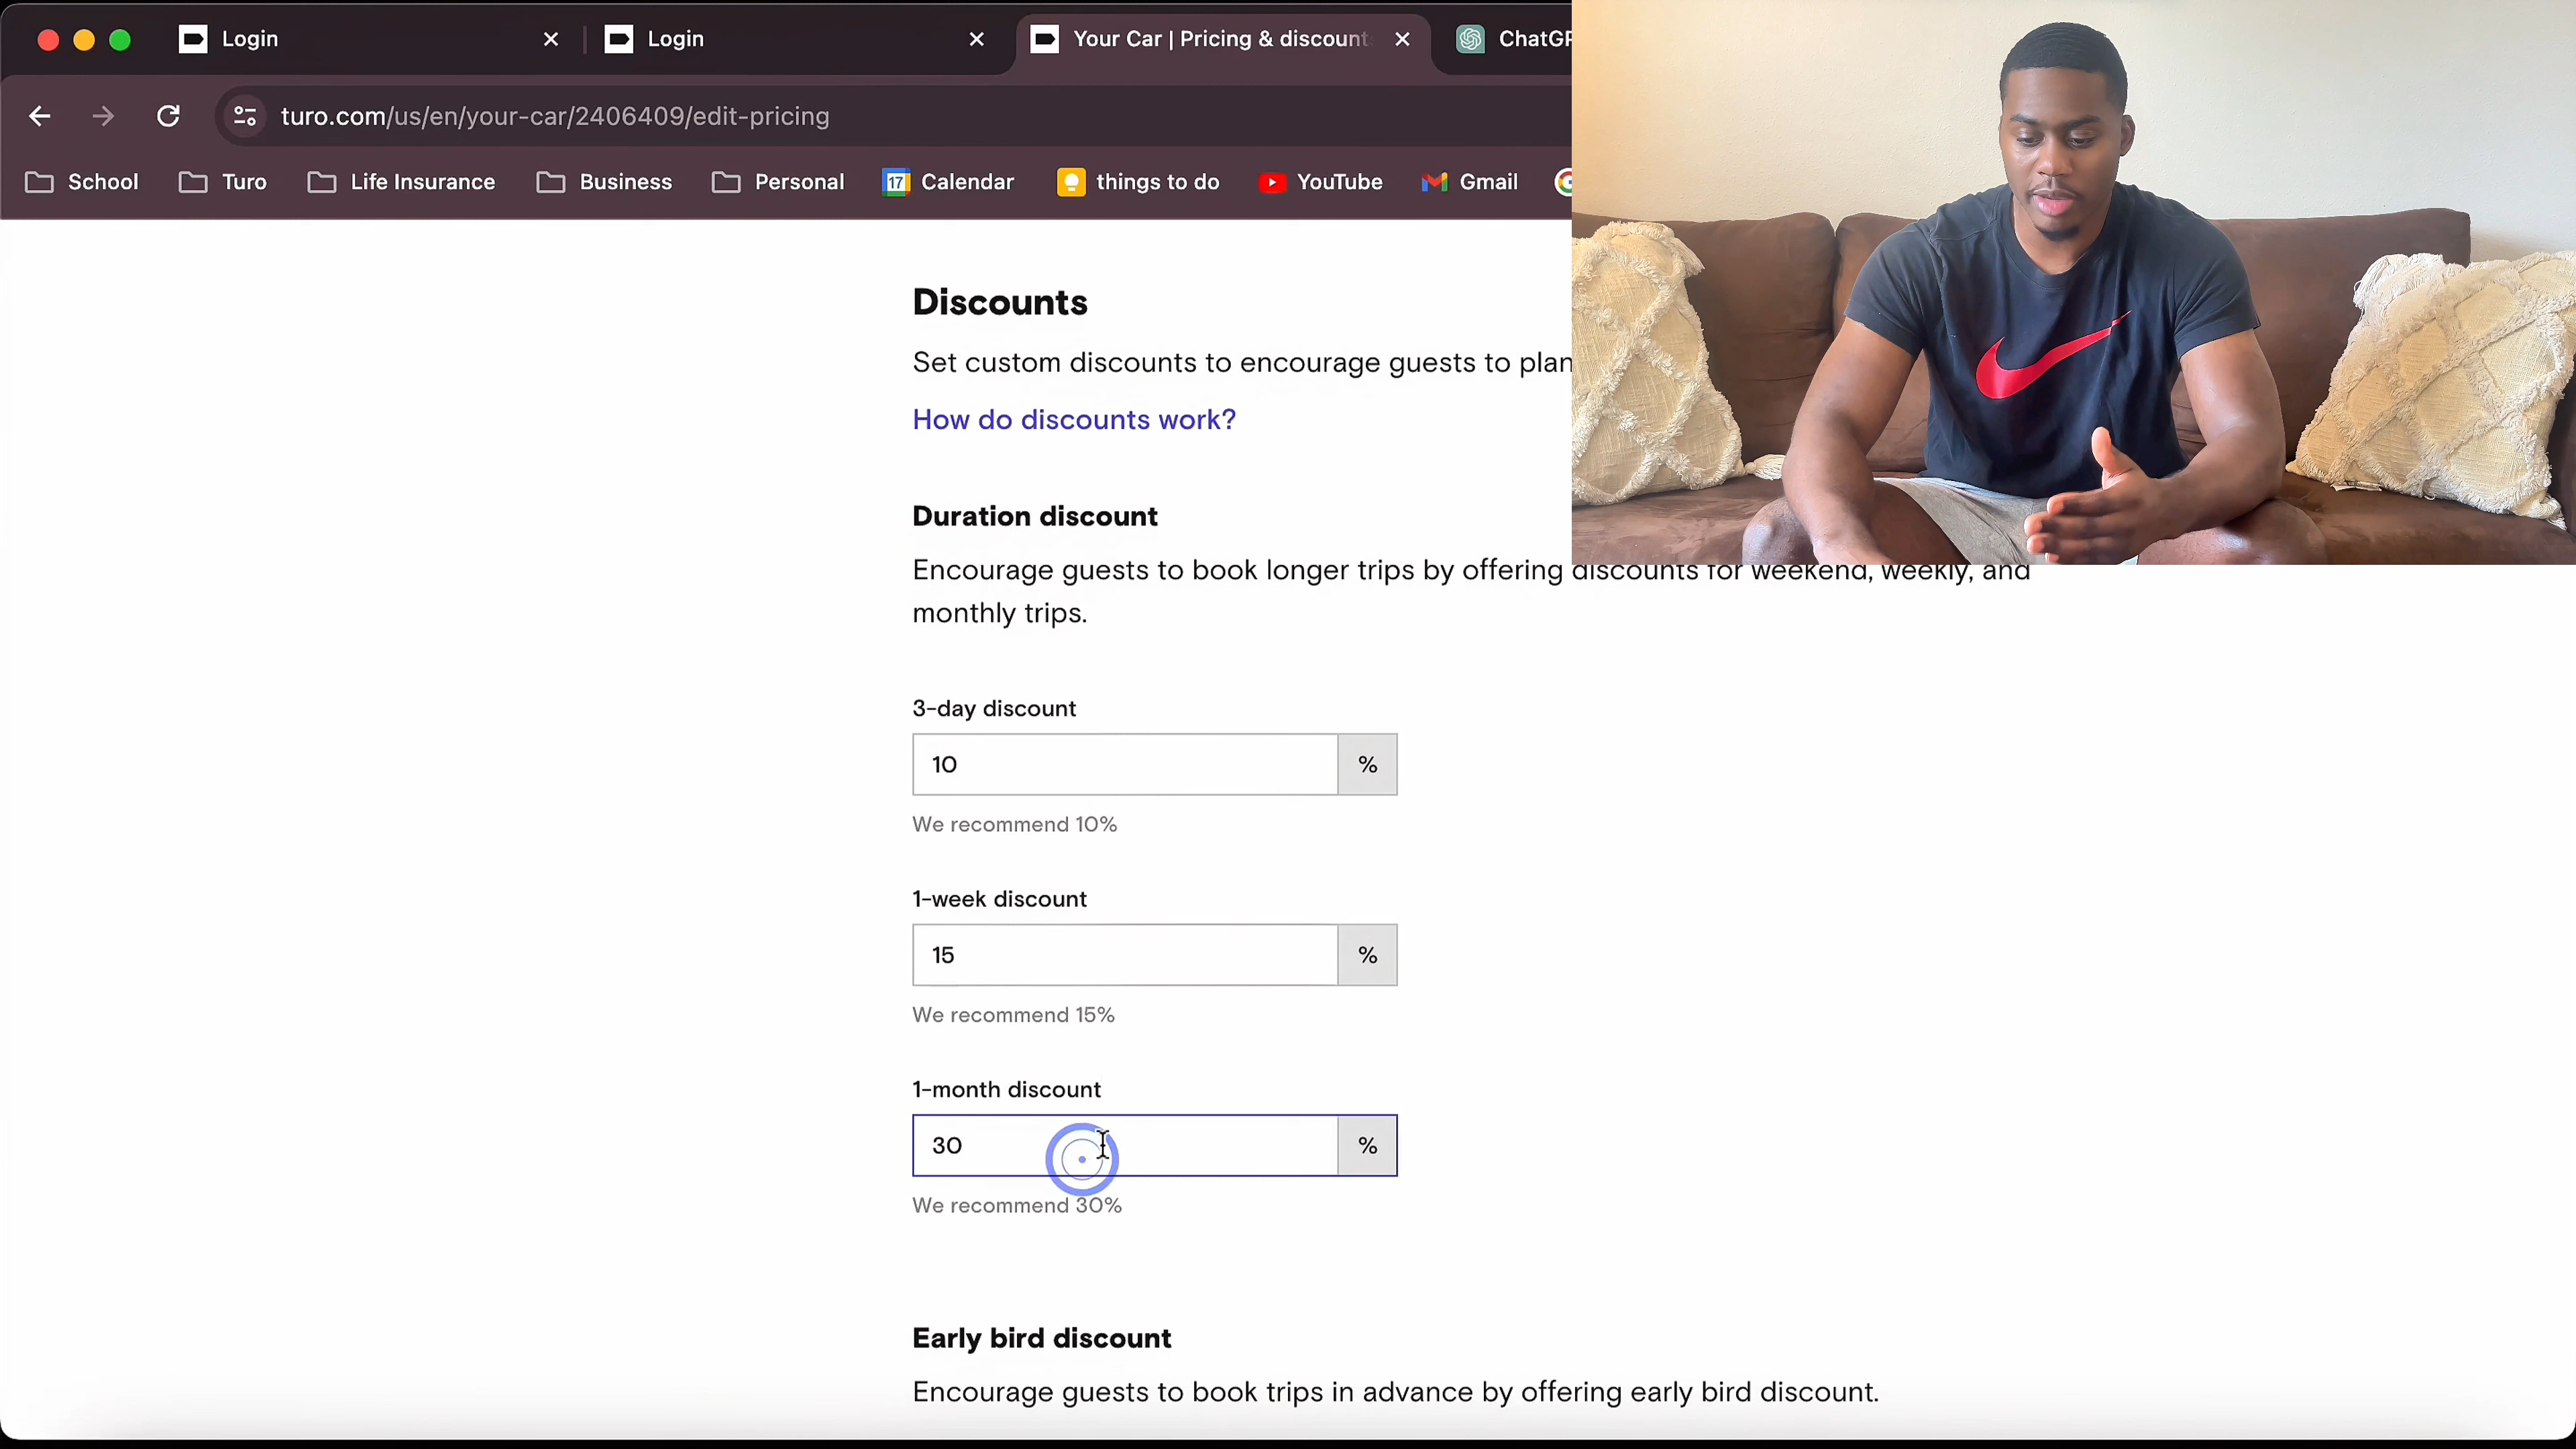 Login
Login
Your Car | Pricing & discount
turo.com/us/en/your-car/2406409/edit-pricing
School
Turo
Life Insurance
Business
Personal
17 Calendar
things to do
YouTube
Gmail
Discounts
Set custom discounts to encourage guests to plan
How do discounts work?
Duration discount
Encourage guests to book longer trips by offering discounts for weekend, weekly, and
monthly trips.
3-day discount
10 %
We recommend 10%
1-week discount
15 %
We recommend 15%
1-month discount
30 %
We recommend 30%
Early bird discount
Encourage guests to book trips in advance by offering early bird discount.